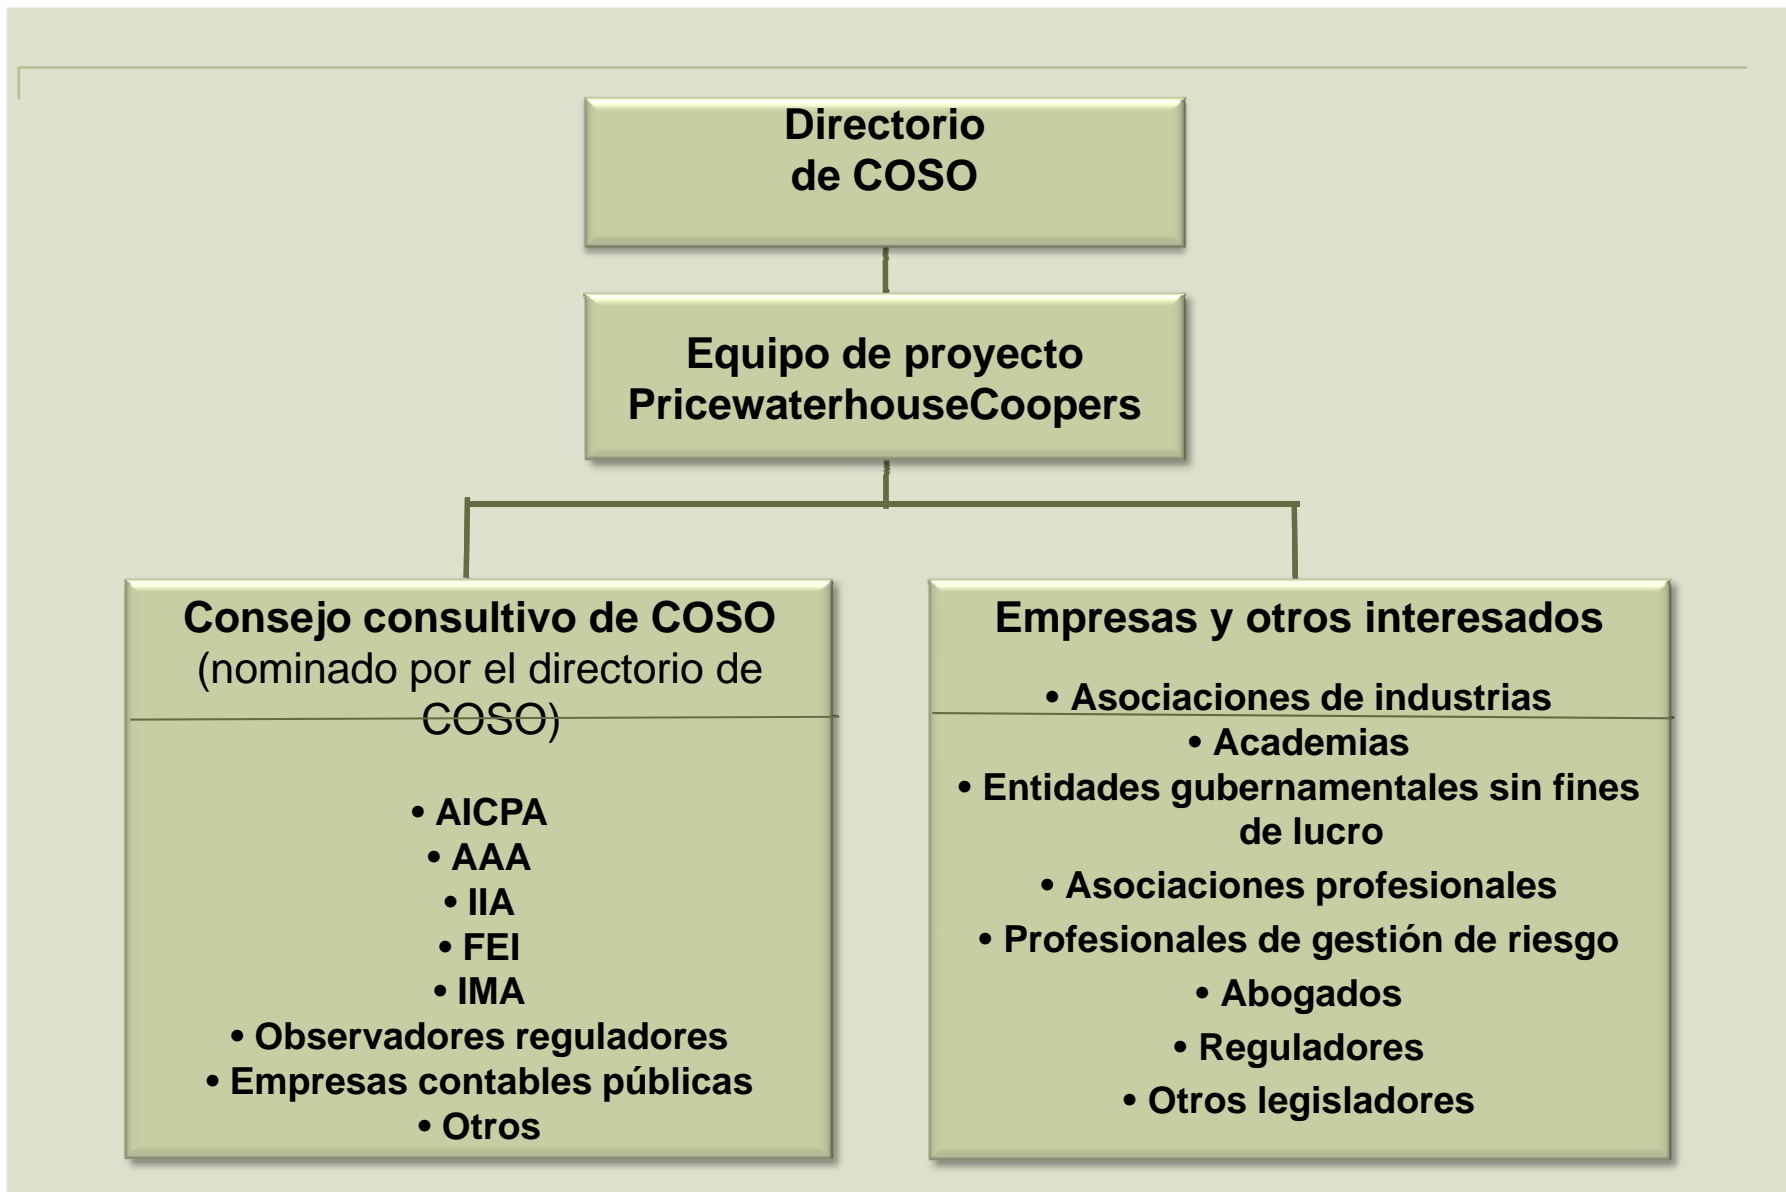 Directorio
de COSO
Equipo de proyecto
PricewaterhouseCoopers
Consejo consultivo de COSO
(nominado por el directorio de
COSO)
• AICPA
• AAA
• IIA
• FEI
• IMA
• Observadores reguladores
• Empresas contables públicas
• Otros
Empresas y otros interesados
• Asociaciones de industrias
• Academias
• Entidades gubernamentales sin fines
de lucro
• Asociaciones profesionales
• Profesionales de gestión de riesgo
• Abogados
• Reguladores
• Otros legisladores